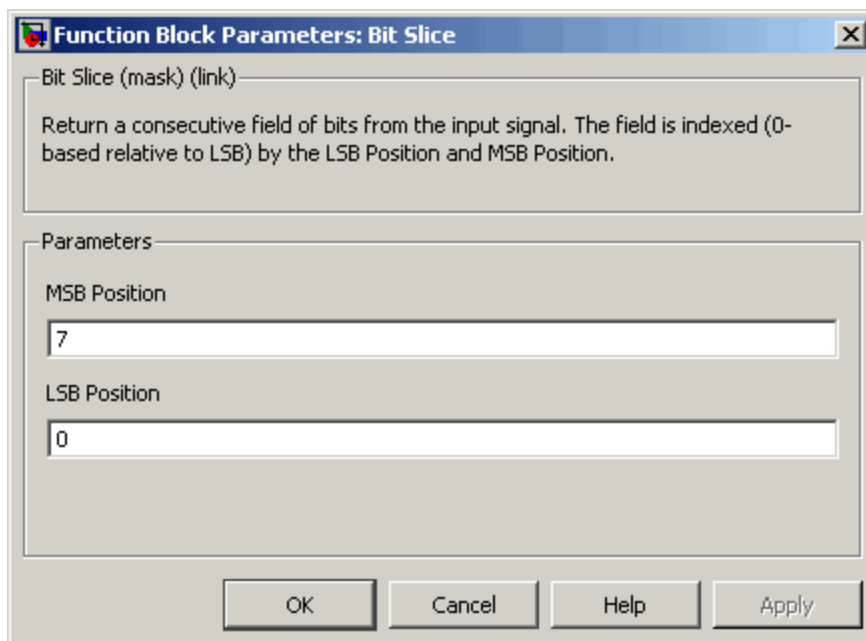 Function Block Parameters: Bit Slice
Bit Slice (mask) (link)
Return a consecutive field of bits from the input signal. The field is indexed (0-
based relative to LSB) by the LSB Position and MSB Position.
Parameters
MSB Position
7
LSB Position
0
OK Cancel Help Apply